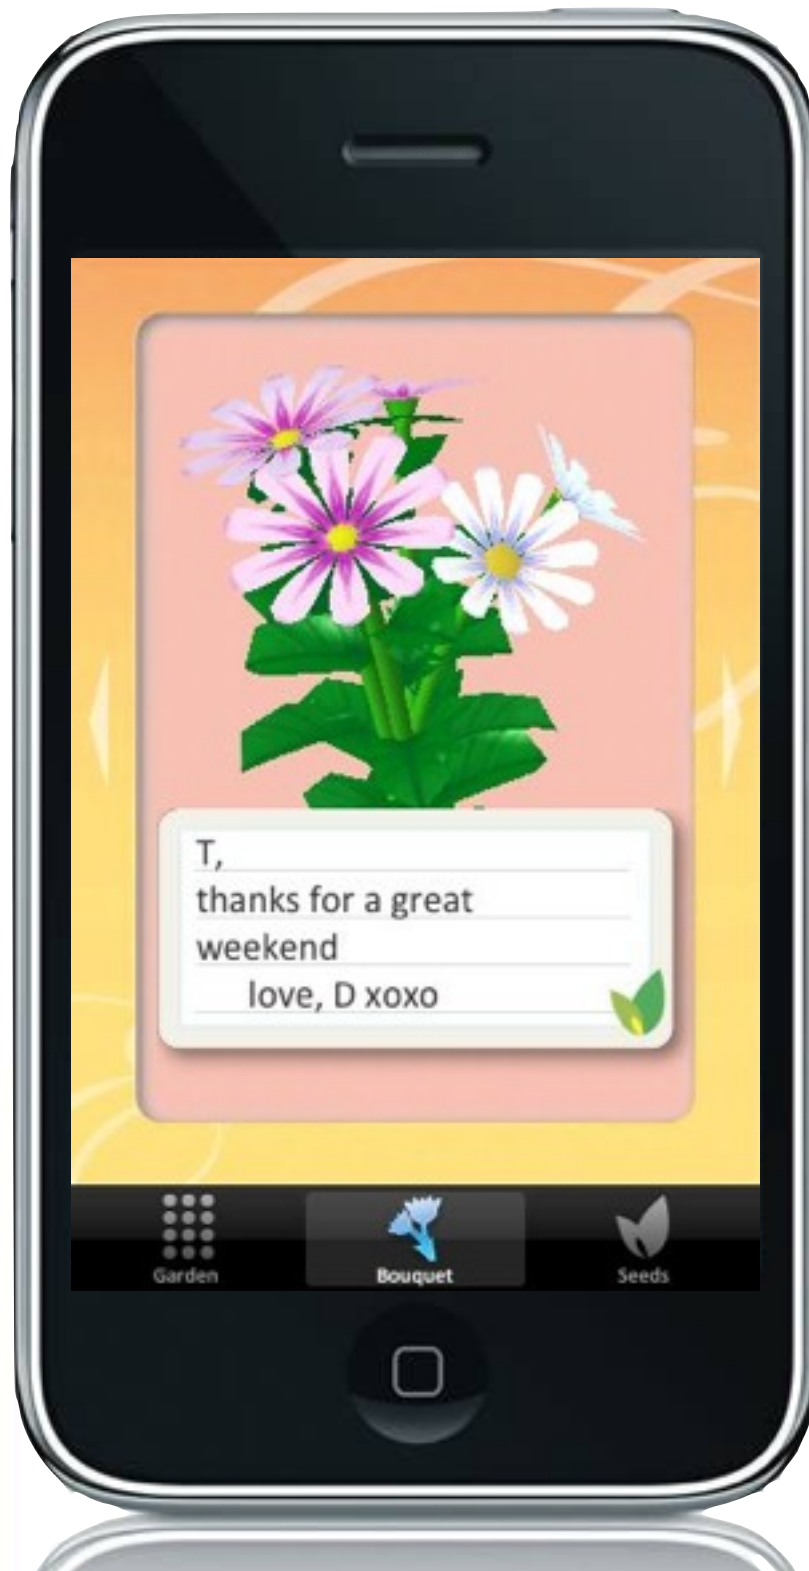 T,
thanks for a great
weekend
love, D xoxo
Garden
Bouquet
Seeds